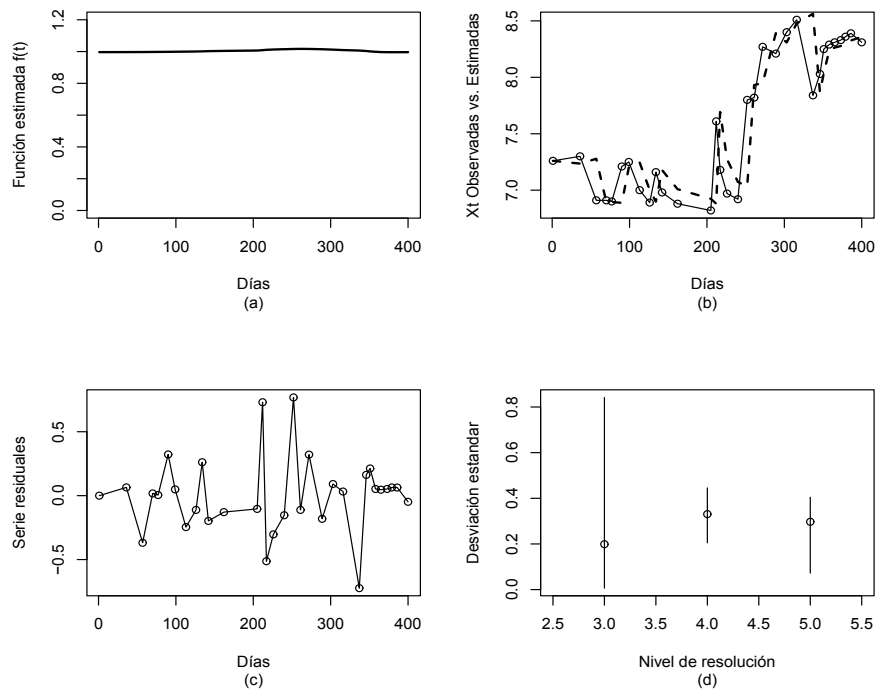 Función estimada f(t)
1.2
0.8
0.4
0.0
0 100 200 300 400
Días
(a)
Xt Observadas vs. Estimadas
8.5
8.0
7.5
7.0
0 100 200 300 400
Días
(b)
Serie residuales
0.5
0.0
−0.5
0 100 200 300 400
Días
(c)
Desviación estandar
0.8
0.6
0.4
0.2
0.0
2.5 3.0 3.5 4.0 4.5 5.0 5.5
Nivel de resolución
(d)